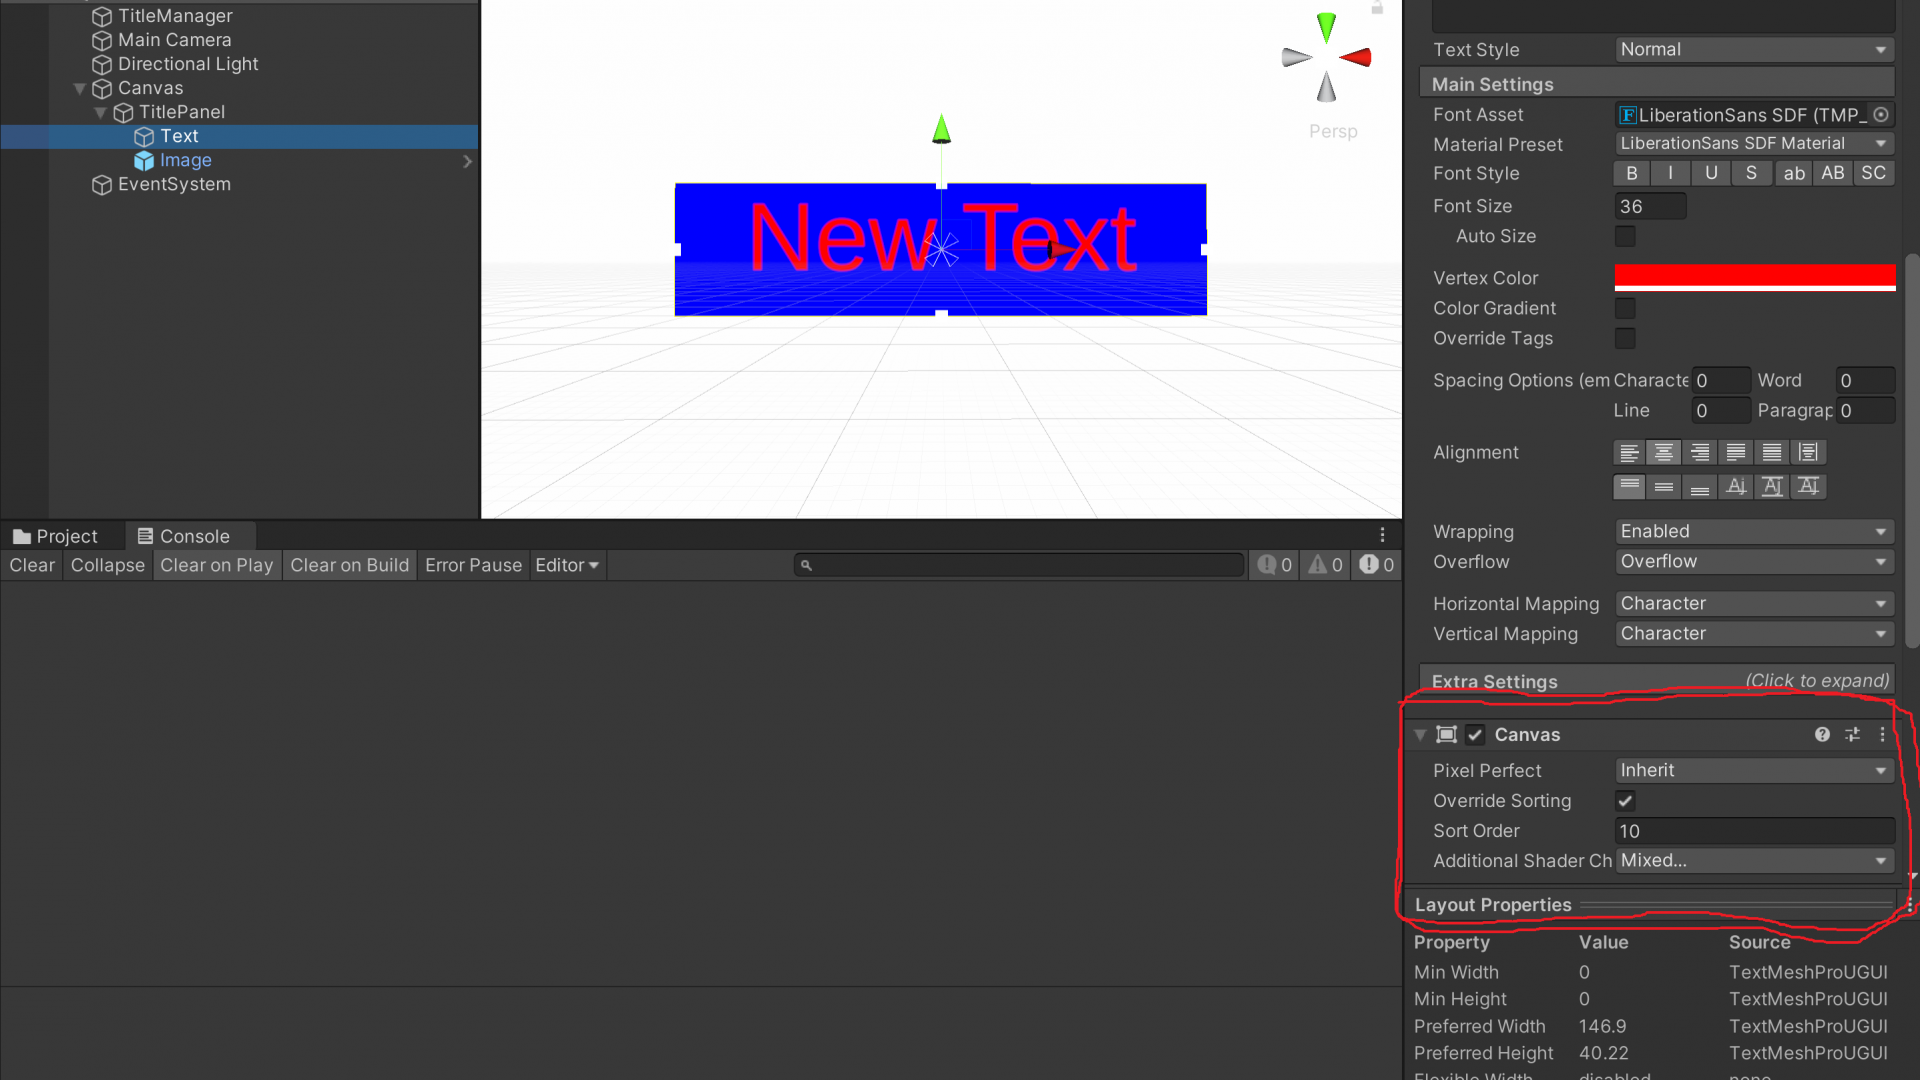 TitleManager
Main Camera
Directional Light
Canvas
TitlePanel
Text
Image
EventSystem
Persp
New Text
Project
Console
Clear
Collapse
Clear on Play
Clear on Build
Error Pause
Editor
0
0
0
Text Style Normal
Main Settings
Font Asset F LiberationSans SDF (TMP_
Material Preset LiberationSans SDF Material
Font Style B I U S ab AB SC
Font Size 36
Auto Size
Vertex Color
Color Gradient
Override Tags
Spacing Options (em Characte 0 Word 0
Line 0 Paragrap 0
Alignment
Wrapping Enabled
Overflow Overflow
Horizontal Mapping Character
Vertical Mapping Character
Extra Settings (Click to expand)
Canvas
Pixel Perfect Inherit
Override Sorting
Sort Order 10
Additional Shader Ch Mixed...
Layout Properties
Property Value Source
Min Width 0 TextMeshProUGUI
Min Height 0 TextMeshProUGUI
Preferred Width 146.9 TextMeshProUGUI
Preferred Height 40.22 TextMeshProUGUI
Flexible Width disabled none